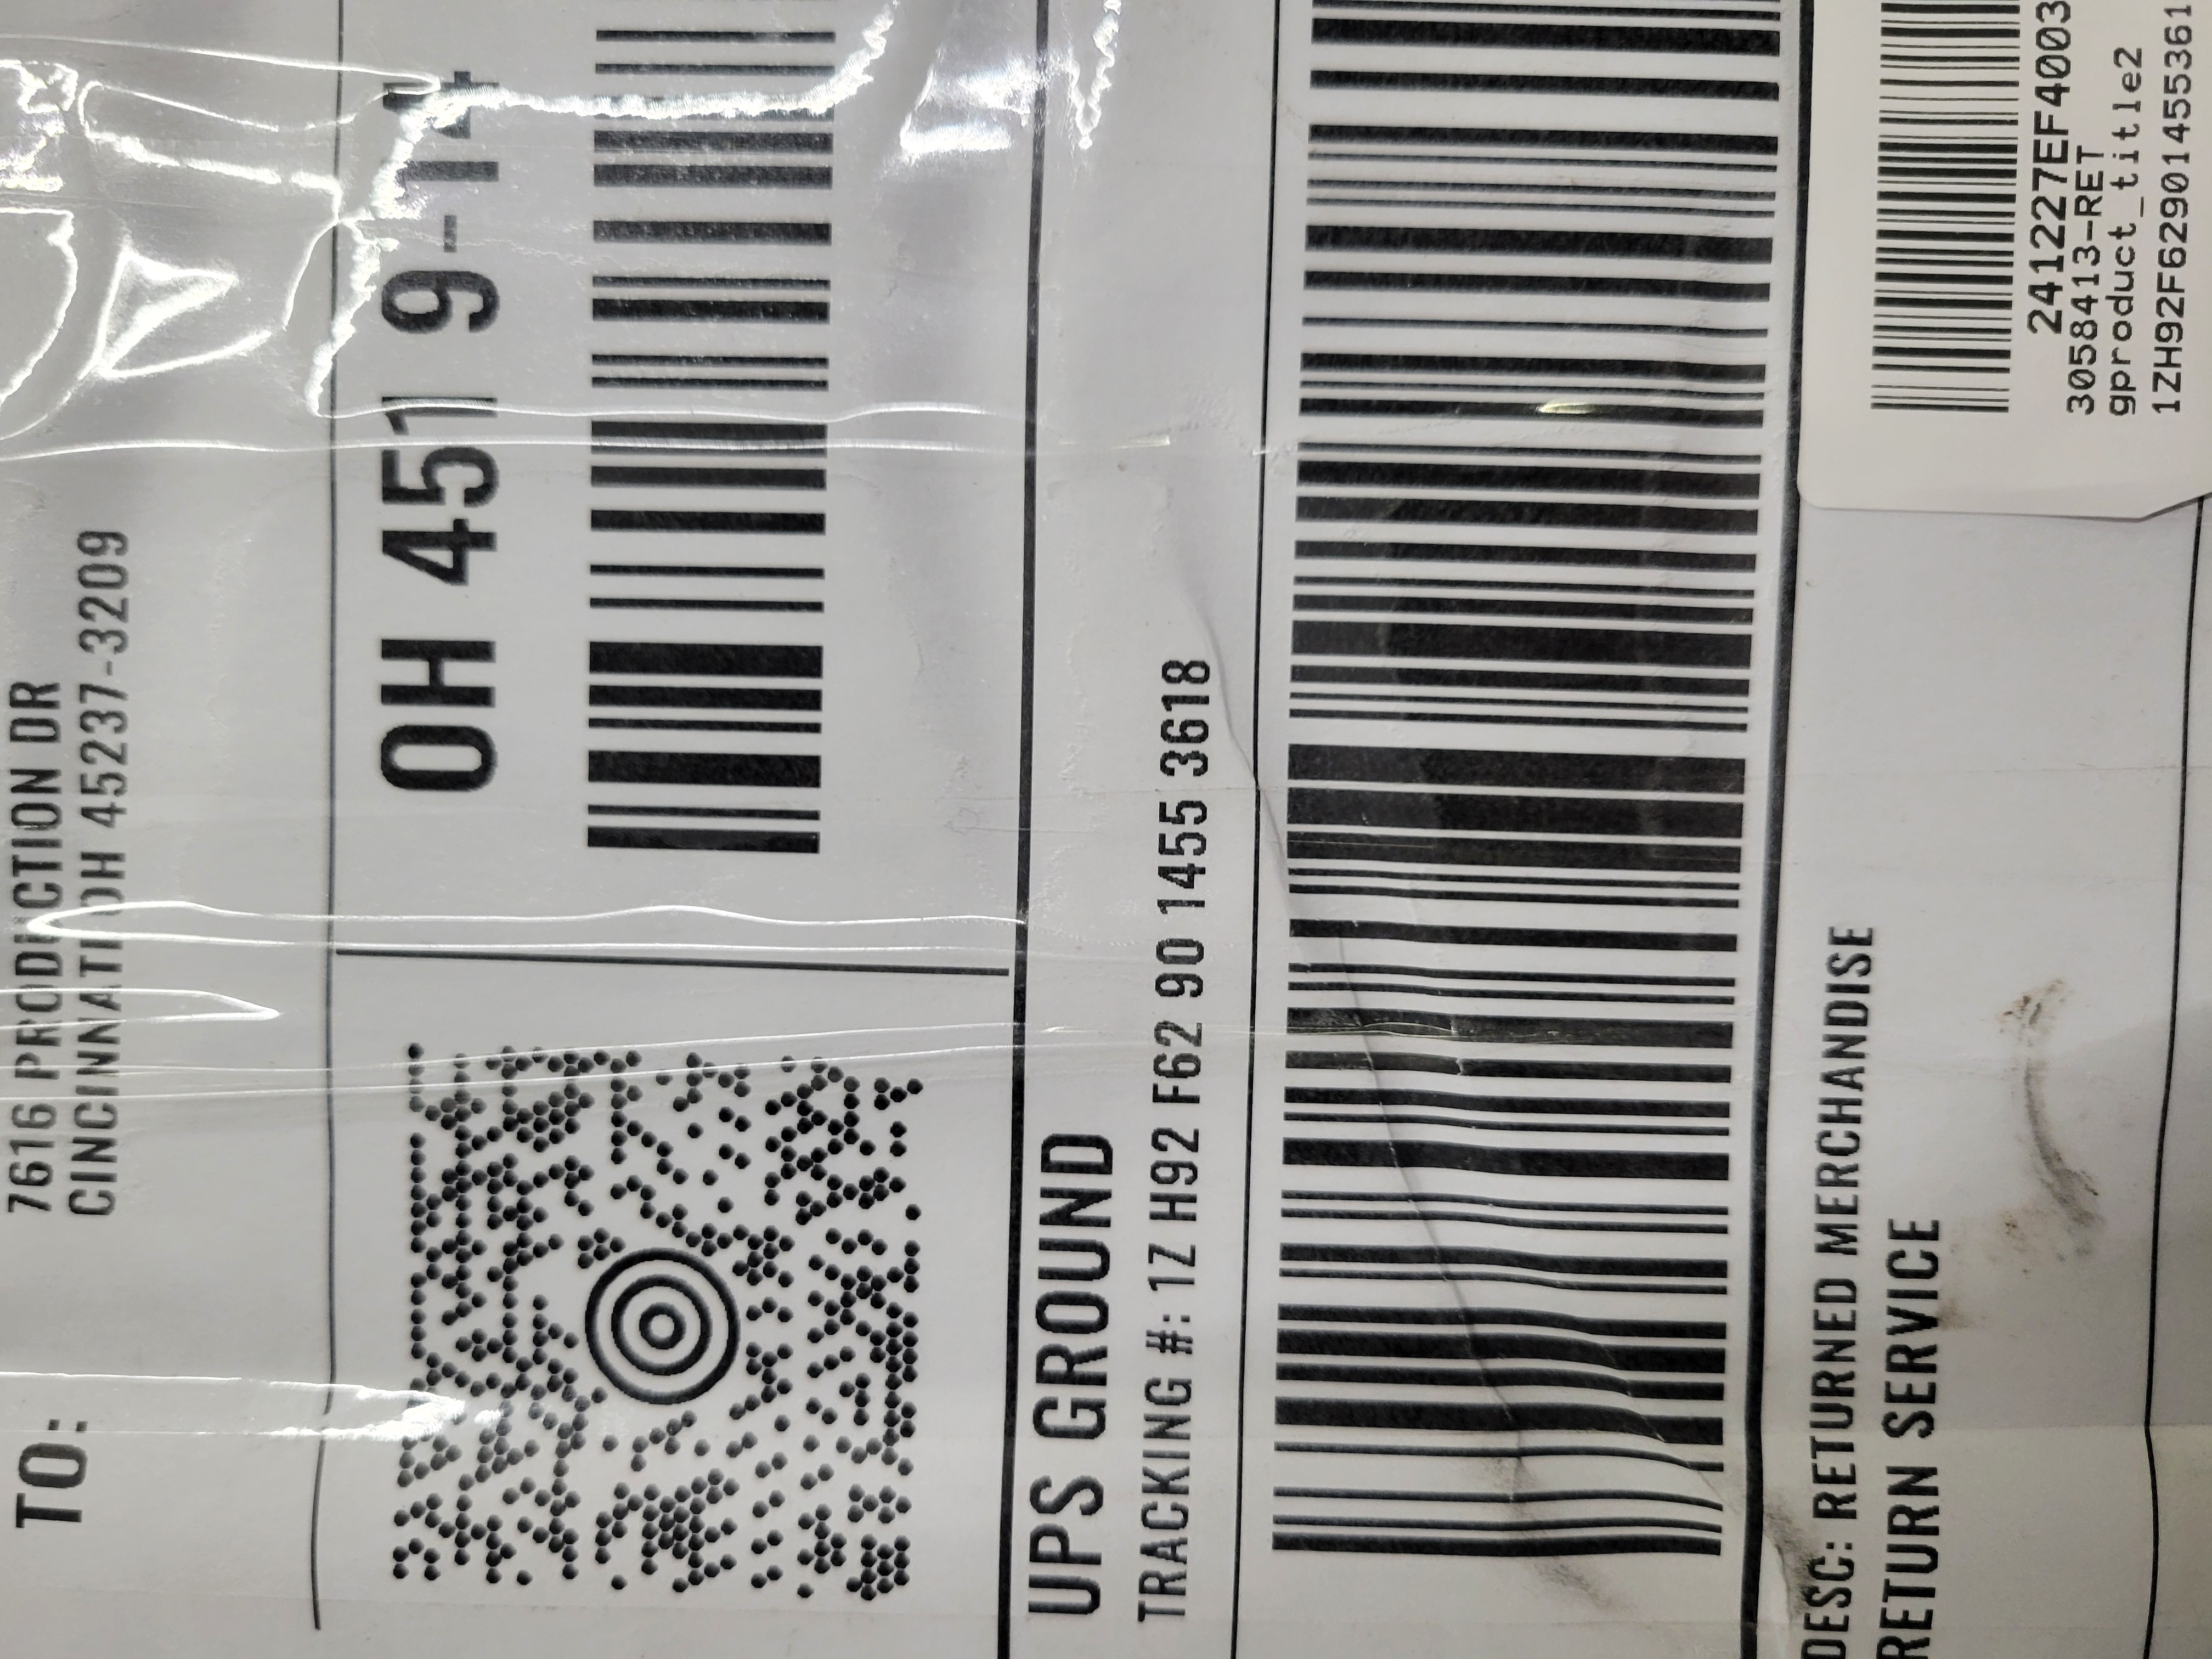 7616 PRODUCTION DR
CINCINNATI OH 45237-3209
TO:
OH 451 9-14
UPS GROUND
TRACKING #: 1Z H92 F62 90 1455 3618
DESC: RETURNED MERCHANDISE
RETURN SERVICE
241227EF4003
3058413-RET
gproduct_title2
1ZH92F62901455361